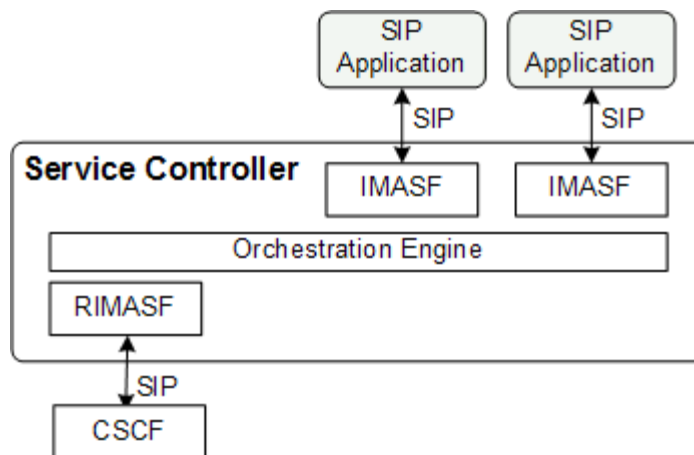 SIP
Application
SIP
Application
SIP
SIP
Service Controller
IMASF
IMASF
Orchestration Engine
RIMASF
SIP
CSCF